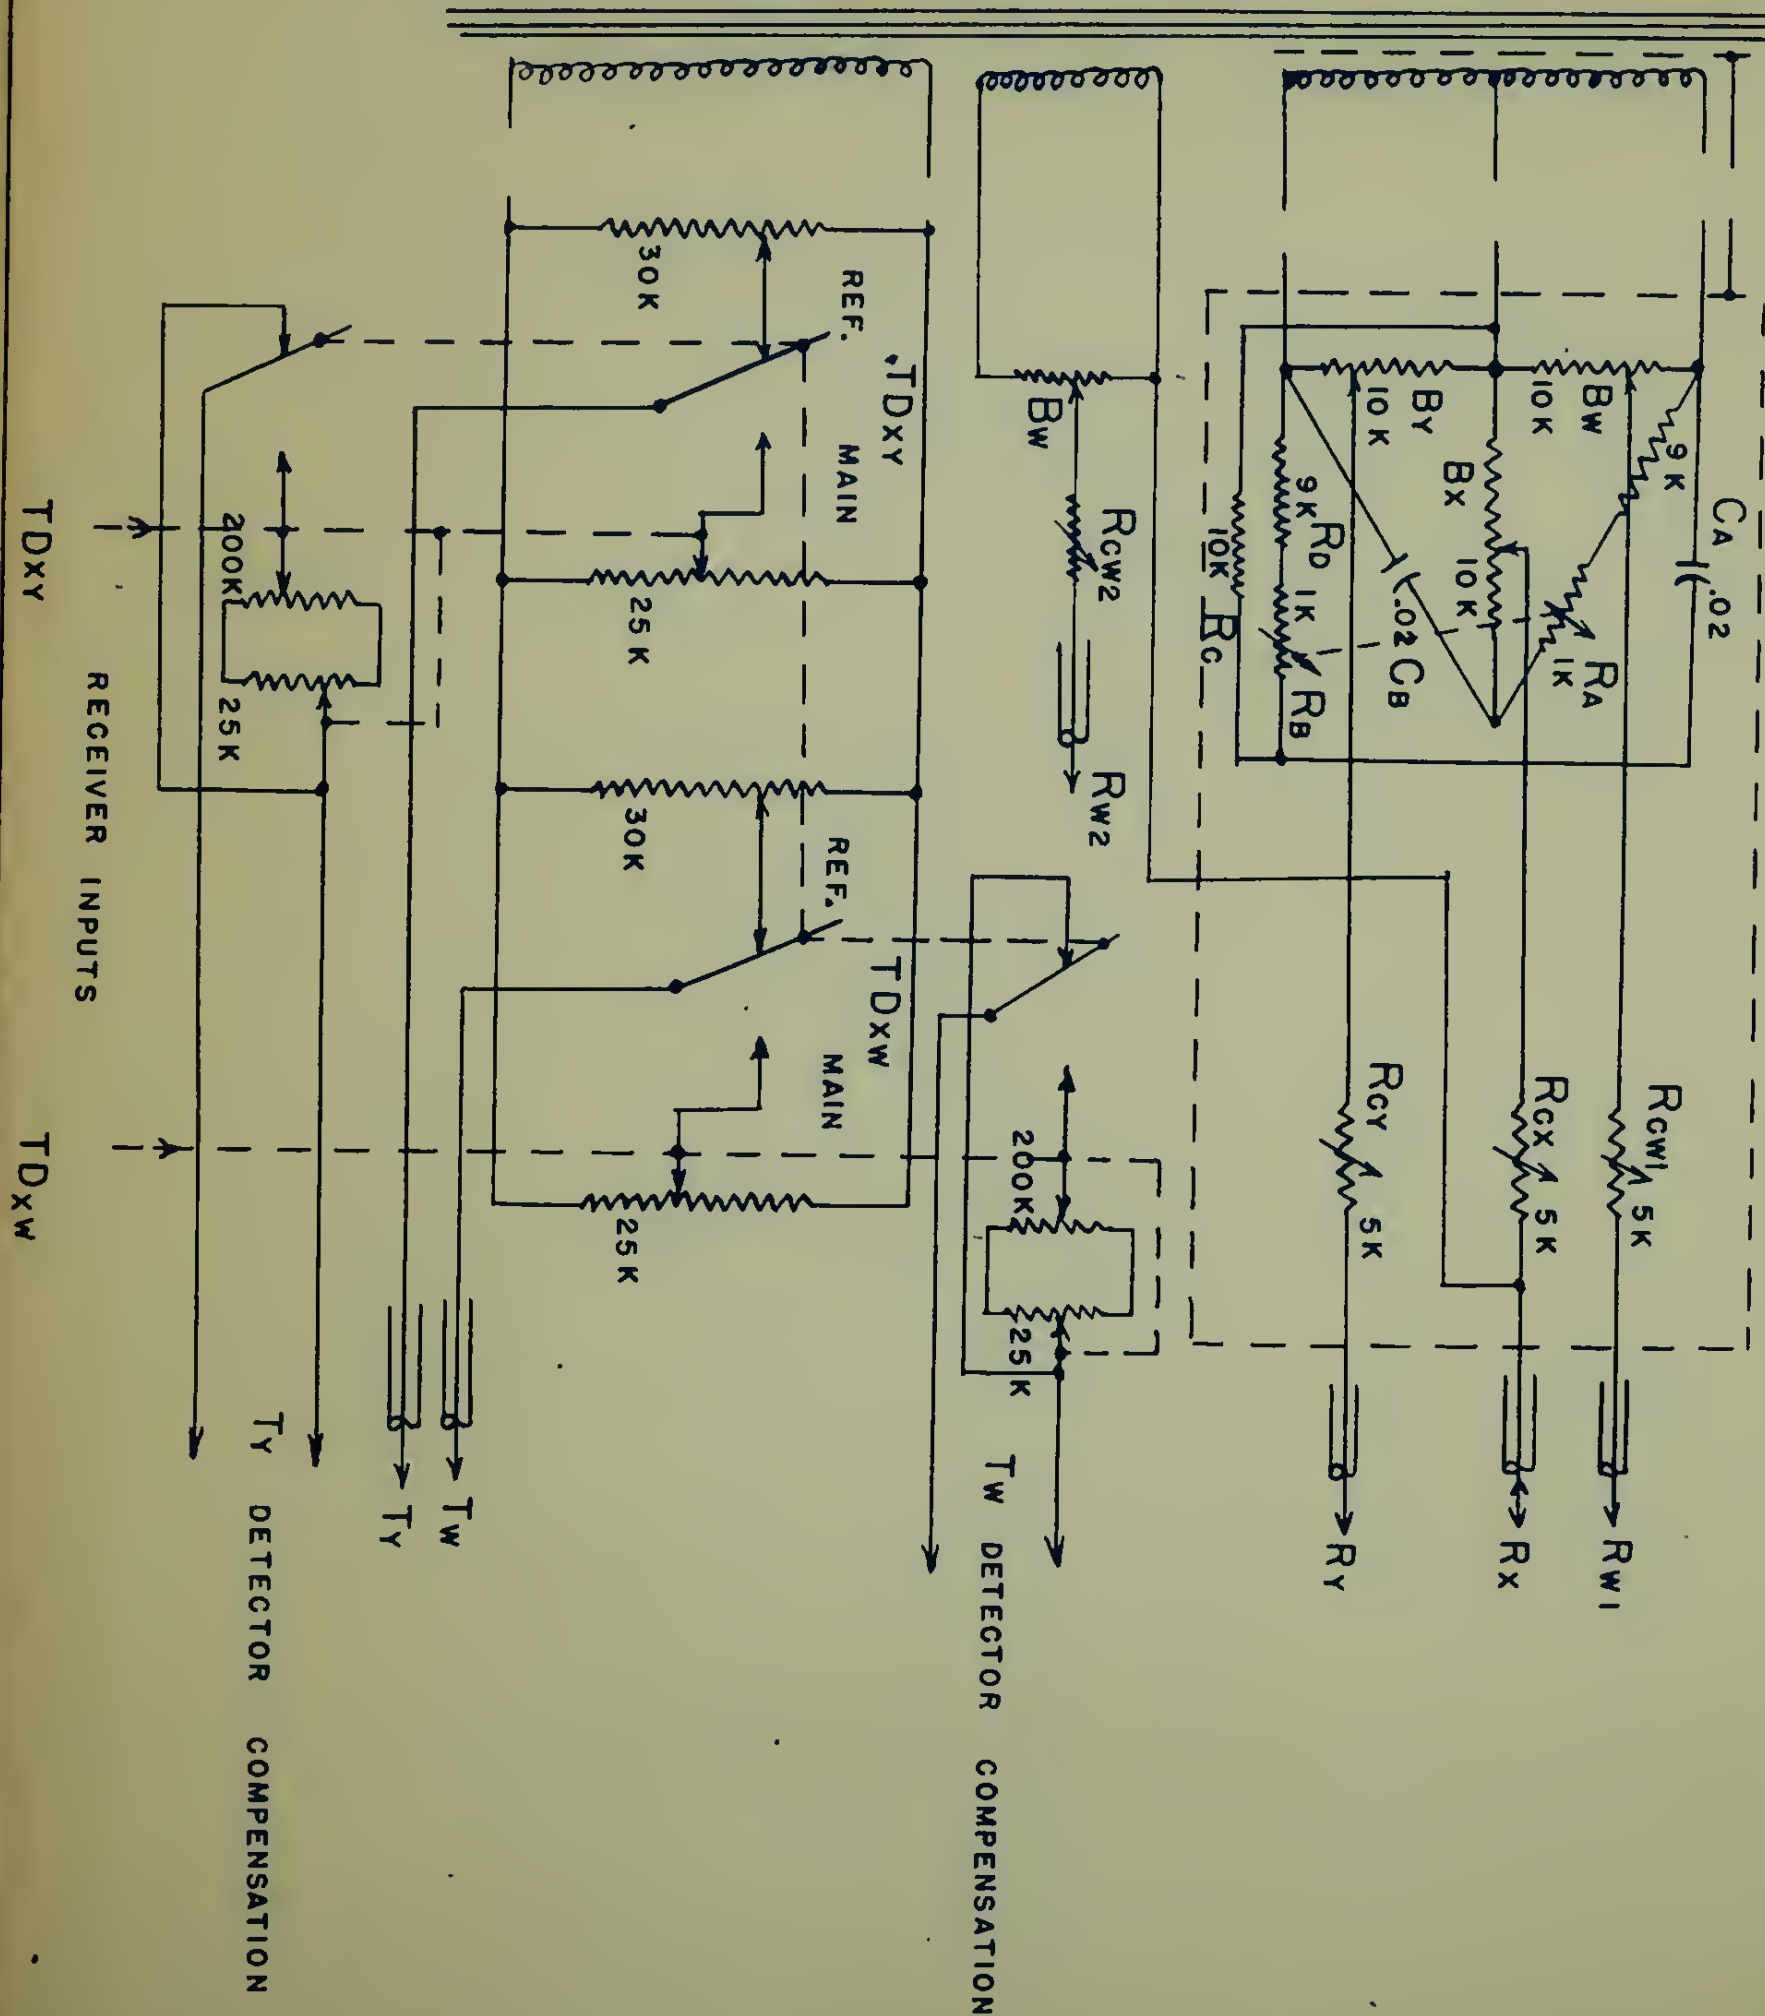 CA
.02
9K
BW
10K
BY
10K
BX
10K
RA
1K
.02 CB
9K
RD
1K
RB
10K
RC
RCW1
5K
RCX
5K
RCY
5K
RW1
RX
RY
BW
RCW2
RW2
REF.
30K
TDXY
MAIN
25K
30K
REF.
TDXW
MAIN
25K
200K
25K
TW DETECTOR COMPENSATION
TW
TY
200K
25K
TY DETECTOR COMPENSATION
RECEIVER INPUTS
TDXY
TDXW